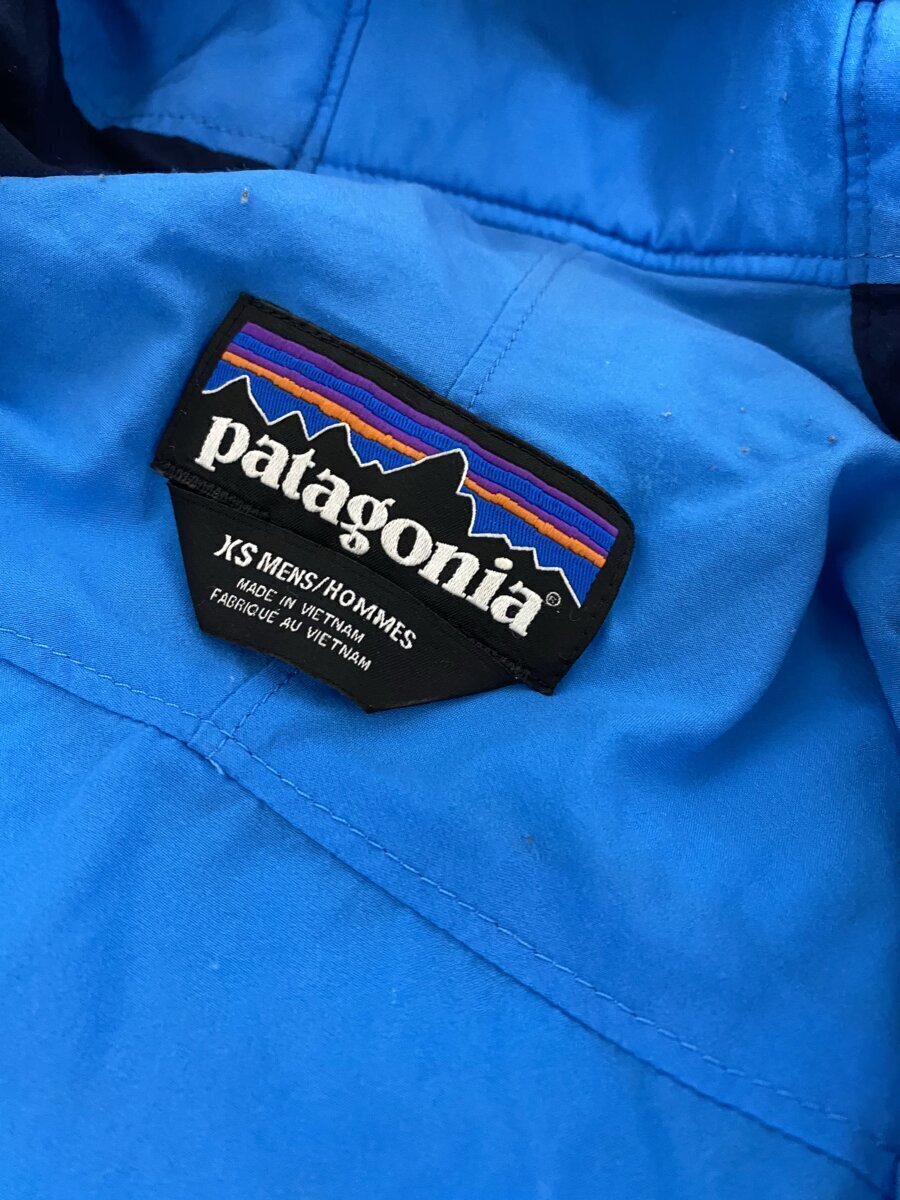 patagonia®
XS MENS/HOMMES
MADE IN VIETNAM
FABRIQUÉ AU VIETNAM